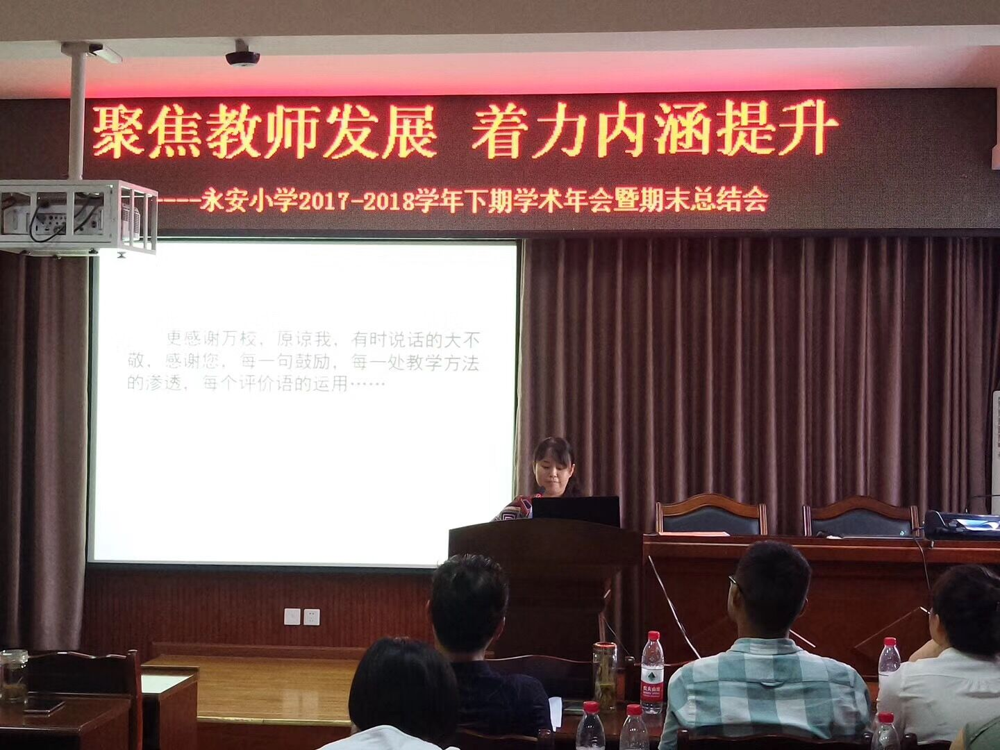 聚焦教师发展 着力内涵提升
----永安小学2017-2018学年下期学术年会暨期末总结会
更感谢万校，原谅我，有时说话的大不
敬，感谢您，每一句鼓励，每一处教学方法
的渗透，每个评价语的运用……
农夫山泉